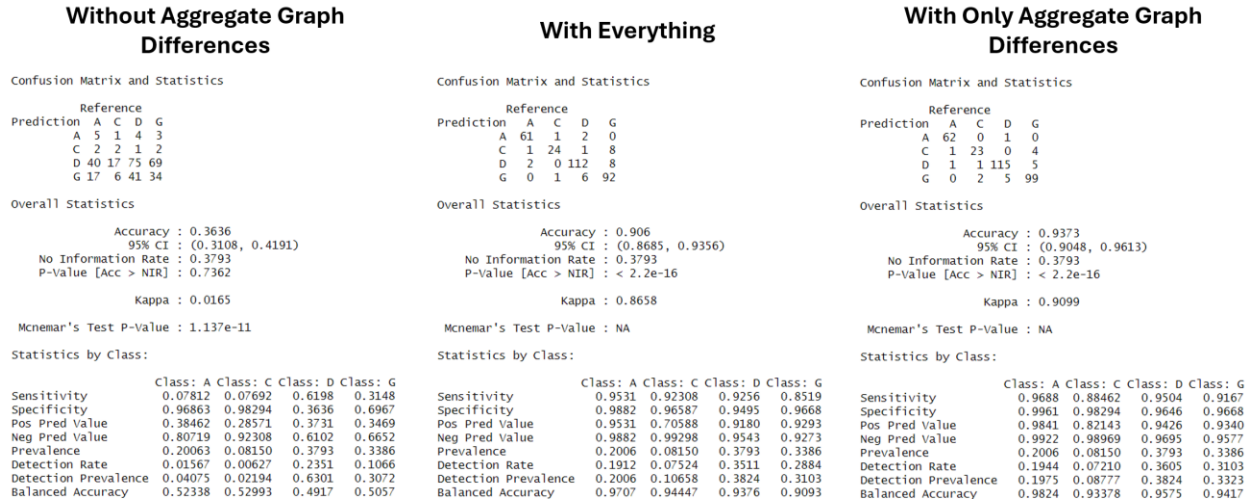 Without Aggregate Graph
Differences
Confusion Matrix and Statistics
Reference
Prediction A C D G
A 5 1 4 3
C 2 2 1 2
D 40 17 75 69
G 17 6 41 34
Overall Statistics
Accuracy : 0.3636
95% CI : (0.3108, 0.4191)
No Information Rate : 0.3793
P-Value [Acc > NIR] : 0.7362
Kappa : 0.0165
Mcnemar's Test P-Value : 1.137e-11
Statistics by Class:
Class: A Class: C Class: D Class: G
Sensitivity 0.07812 0.07692 0.6198 0.3148
Specificity 0.96863 0.98294 0.3636 0.6967
Pos Pred Value 0.38462 0.28571 0.3731 0.3469
Neg Pred Value 0.80719 0.92308 0.6102 0.6652
Prevalence 0.20063 0.08150 0.3793 0.3386
Detection Rate 0.01567 0.00627 0.2351 0.1066
Detection Prevalence 0.04075 0.02194 0.6301 0.3072
Balanced Accuracy 0.52338 0.52993 0.4917 0.5057
With Everything
Confusion Matrix and Statistics
Reference
Prediction A C D G
A 61 1 2 0
C 1 24 1 8
D 2 0 112 8
G 0 1 6 92
Overall Statistics
Accuracy : 0.906
95% CI : (0.8685, 0.9356)
No Information Rate : 0.3793
P-Value [Acc > NIR] : < 2.2e-16
Kappa : 0.8658
Mcnemar's Test P-Value : NA
Statistics by Class:
Class: A Class: C Class: D Class: G
Sensitivity 0.9531 0.92308 0.9256 0.8519
Specificity 0.9882 0.96587 0.9495 0.9668
Pos Pred Value 0.9531 0.70588 0.9180 0.9293
Neg Pred Value 0.9882 0.99298 0.9543 0.9273
Prevalence 0.2006 0.08150 0.3793 0.3386
Detection Rate 0.1912 0.07524 0.3511 0.2884
Detection Prevalence 0.2006 0.10658 0.3824 0.3103
Balanced Accuracy 0.9707 0.94447 0.9376 0.9093
With Only Aggregate Graph
Differences
Confusion Matrix and Statistics
Reference
Prediction A C D G
A 62 0 1 0
C 1 23 0 4
D 1 1 115 5
G 0 2 5 99
Overall Statistics
Accuracy : 0.9373
95% CI : (0.9048, 0.9613)
No Information Rate : 0.3793
P-Value [Acc > NIR] : < 2.2e-16
Kappa : 0.9099
Mcnemar's Test P-Value : NA
Statistics by Class:
Class: A Class: C Class: D Class: G
Sensitivity 0.9688 0.88462 0.9504 0.9167
Specificity 0.9961 0.98294 0.9646 0.9668
Pos Pred Value 0.9841 0.82143 0.9426 0.9340
Neg Pred Value 0.9922 0.98969 0.9695 0.9577
Prevalence 0.2006 0.08150 0.3793 0.3386
Detection Rate 0.1944 0.07210 0.3605 0.3103
Detection Prevalence 0.1975 0.08777 0.3824 0.3323
Balanced Accuracy 0.9824 0.93378 0.9575 0.9417